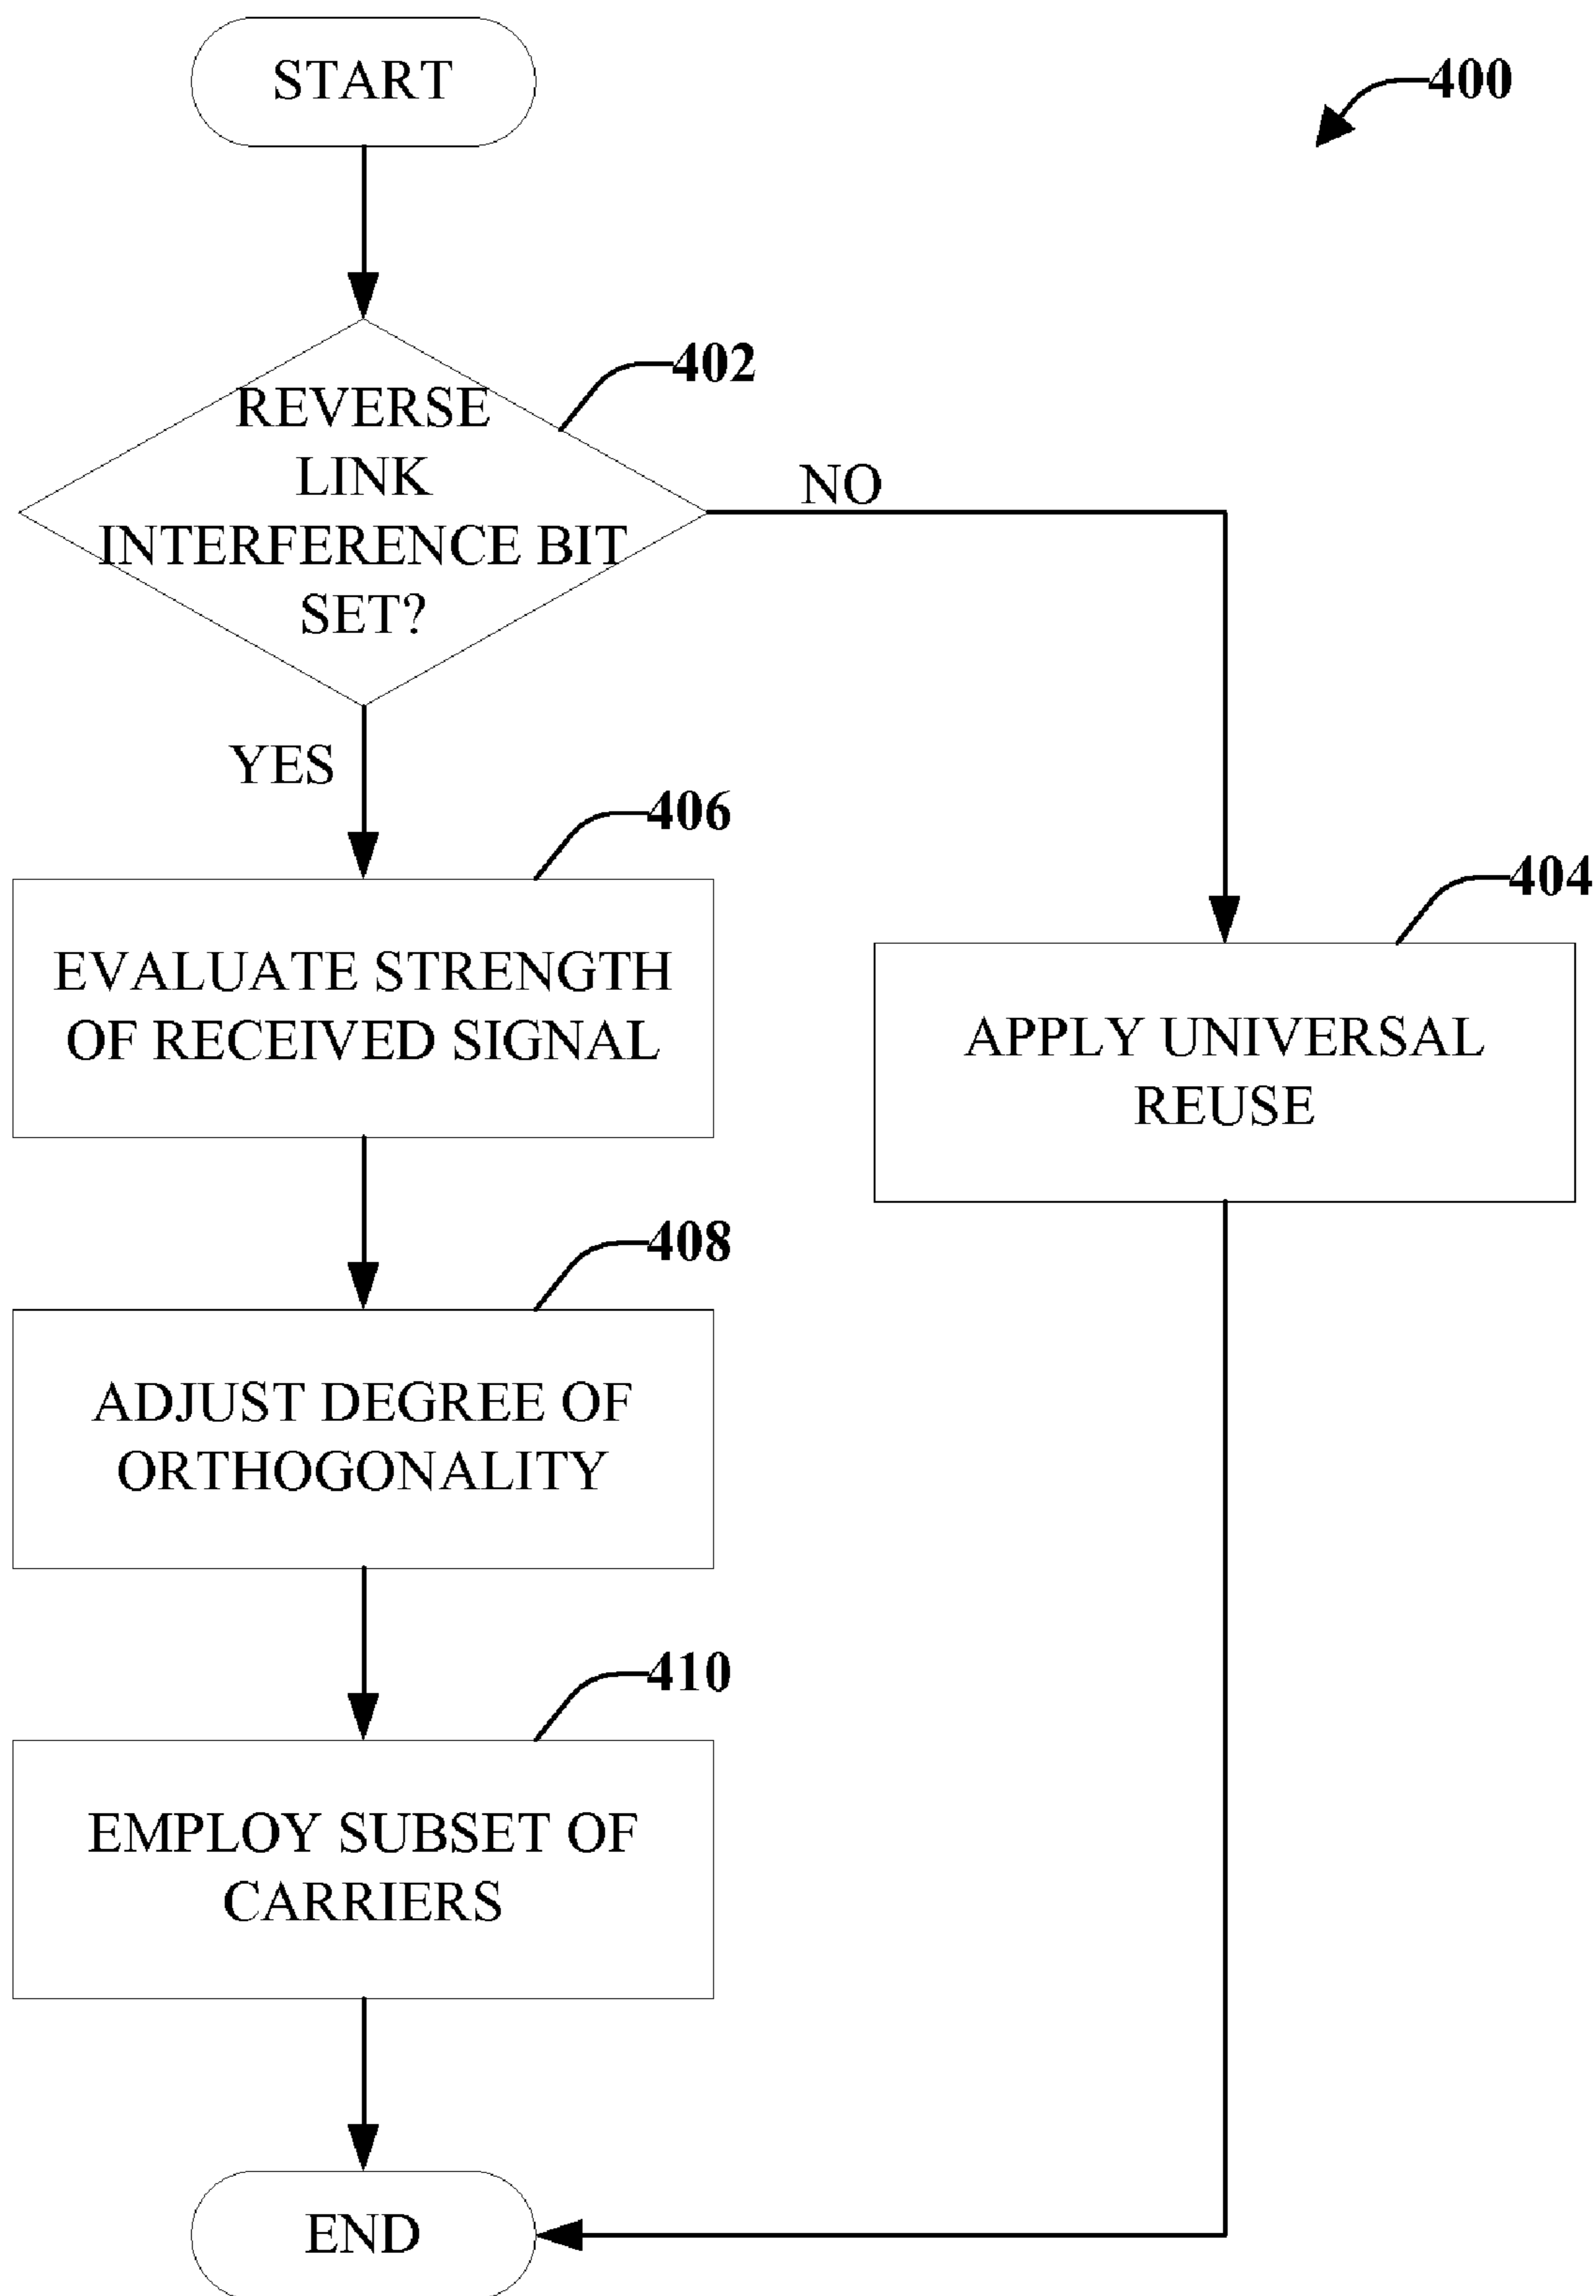 START
400
402
REVERSE
LINK
INTERFERENCE BIT
SET?
NO
YES
406
EVALUATE STRENGTH
OF RECEIVED SIGNAL
404
APPLY UNIVERSAL
REUSE
408
ADJUST DEGREE OF
ORTHOGONALITY
410
EMPLOY SUBSET OF
CARRIERS
END